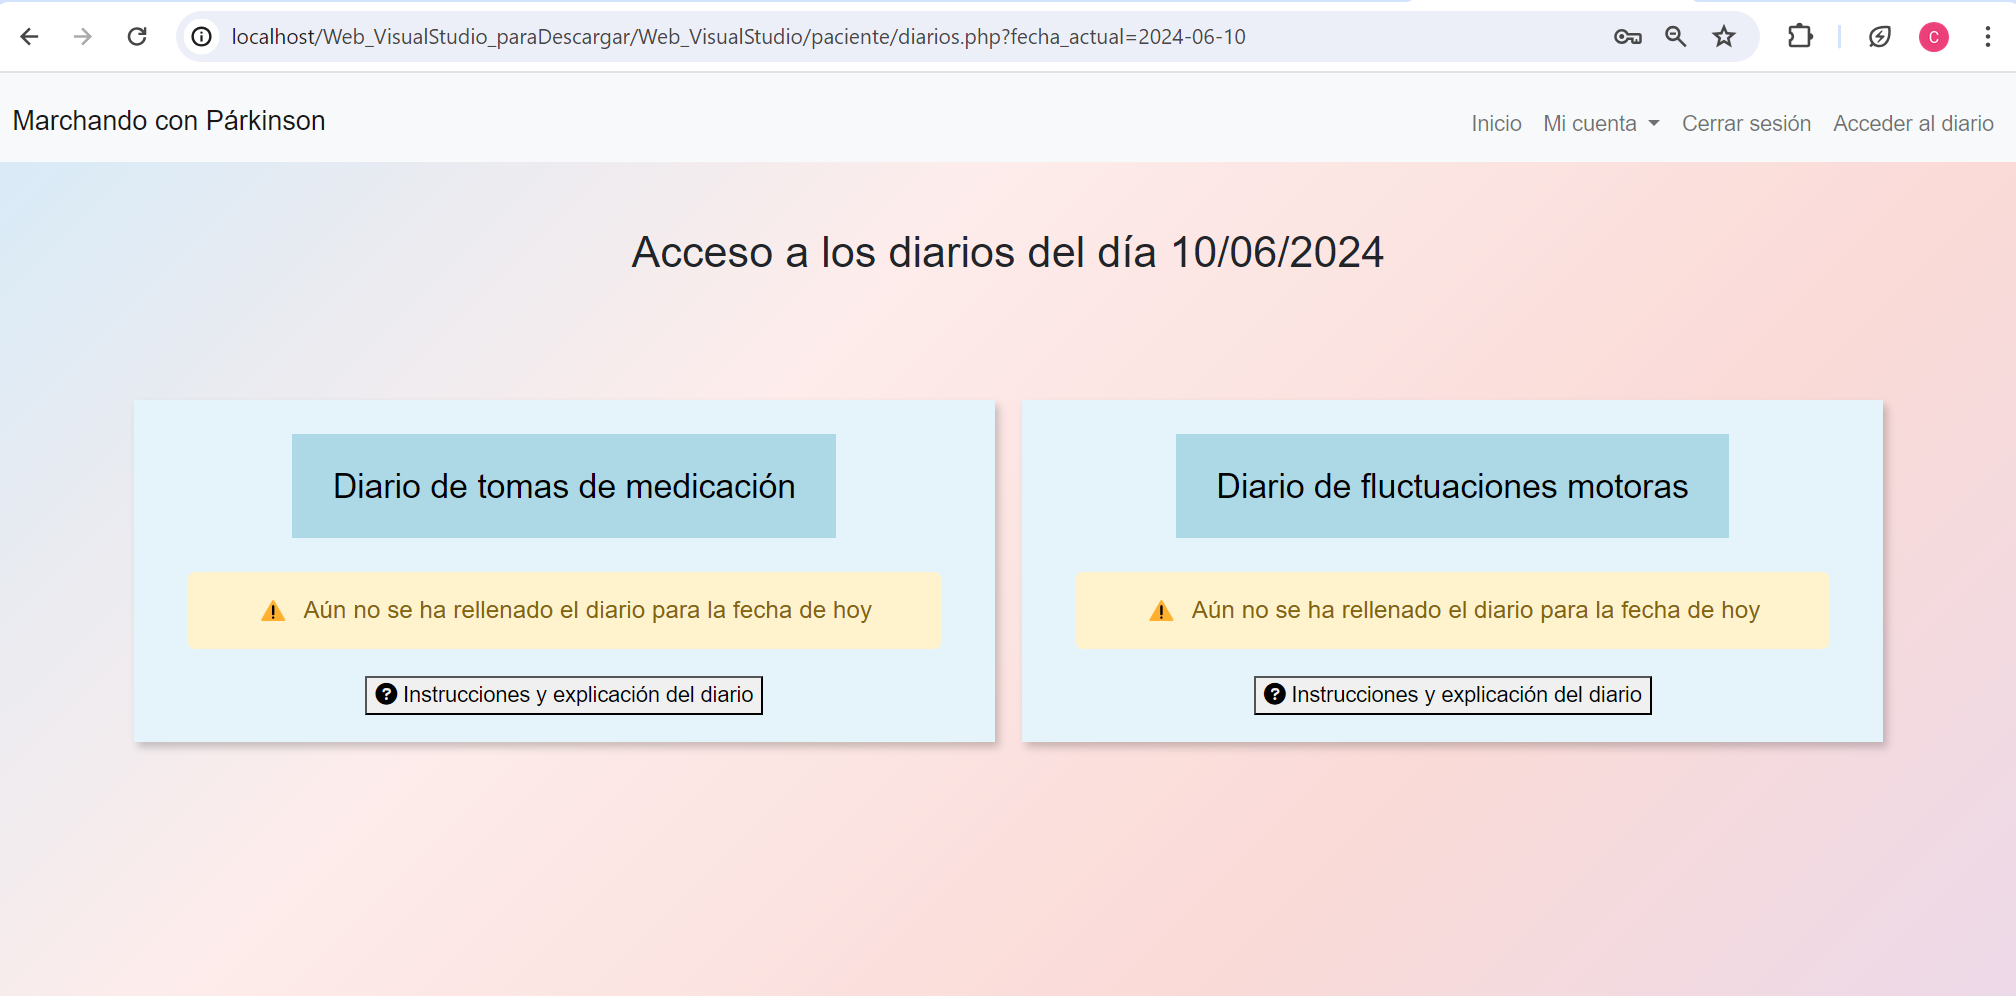 localhost/Web_VisualStudio_paraDescargar/Web_VisualStudio/paciente/diarios.php?fecha_actual=2024-06-10
C
Marchando con Párkinson
Inicio Mi cuenta Cerrar sesión Acceder al diario
Acceso a los diarios del día 10/06/2024
Diario de tomas de medicación
Aún no se ha rellenado el diario para la fecha de hoy
Instrucciones y explicación del diario
Diario de fluctuaciones motoras
Aún no se ha rellenado el diario para la fecha de hoy
Instrucciones y explicación del diario